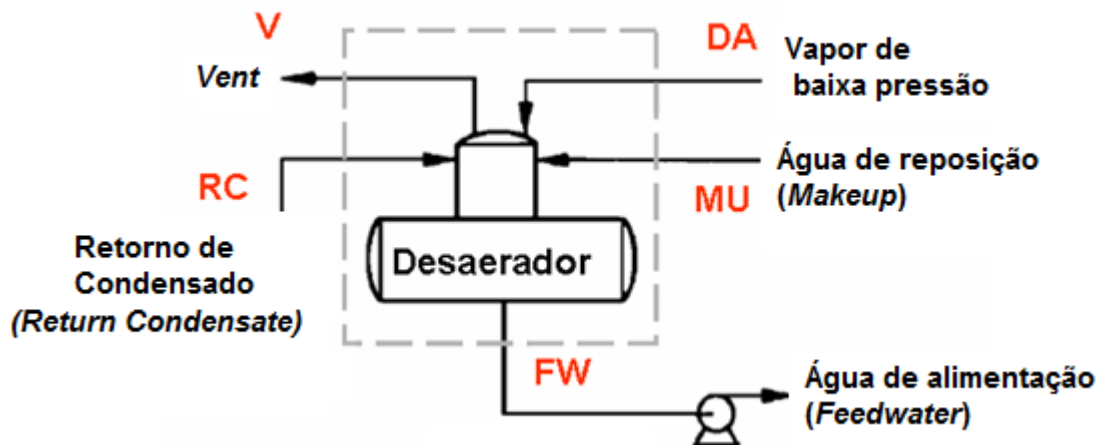 V
DA
Vent
Vapor de
baixa pressão
RC
Água de reposição
(Makeup)
MU
Retorno de
Condensado
(Return Condensate)
Desaerador
FW
Água de alimentação
(Feedwater)